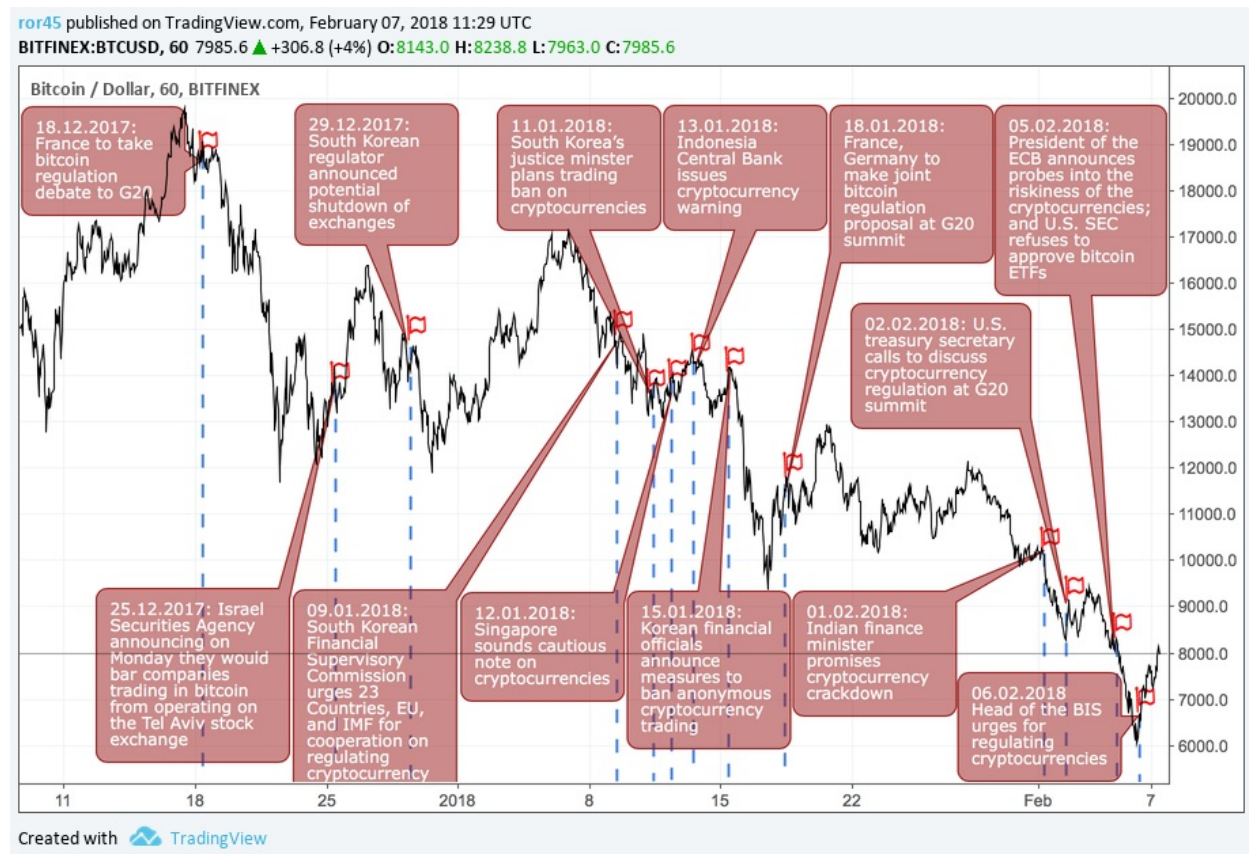 ror45 published on TradingView.com, February 07, 2018 11:29 UTC
BITFINEX:BTCUSD, 60 7985.6 ▲ +306.8 (+4%) O:8143.0 H:8238.8 L:7963.0 C:7985.6
Bitcoin / Dollar, 60, BITFINEX
18.12.2017:
France to take
bitcoin
regulation
debate to G20
29.12.2017:
South Korean
regulator
announced
potential
shutdown of
exchanges
11.01.2018:
South Korea's
justice minster
plans trading
ban on
cryptocurrencies
13.01.2018:
Indonesia
Central Bank
issues
cryptocurrency
warning
18.01.2018:
France,
Germany to
make joint
bitcoin
regulation
proposal at G20
summit
05.02.2018:
President of the
ECB announces
probes into the
riskiness of the
cryptocurrencies;
and U.S. SEC
refuses to
approve bitcoin
ETFs
02.02.2018: U.S.
treasury secretary
calls to discuss
cryptocurrency
regulation at G20
summit
25.12.2017: Israel
Securities Agency
announcing on
Monday they would
bar companies
trading in bitcoin
from operating on
the Tel Aviv stock
exchange
09.01.2018:
South Korean
Financial
Supervisory
Commission
urges 23
Countries, EU,
and IMF for
cooperation on
regulating
cryptocurrency
12.01.2018:
Singapore
sounds cautious
note on
cryptocurrencies
15.01.2018:
Korean financial
officials
announce
measures to
ban anonymous
cryptocurrency
trading
01.02.2018:
Indian finance
minister
promises
cryptocurrency
crackdown
06.02.2018
Head of the BIS
urges for
regulating
cryptocurrencies
20000.0
19000.0
18000.0
17000.0
16000.0
15000.0
14000.0
13000.0
12000.0
11000.0
10000.0
9000.0
8000.0
7000.0
6000.0
11 18 25 2018 8 15 22 Feb 7
Created with TradingView